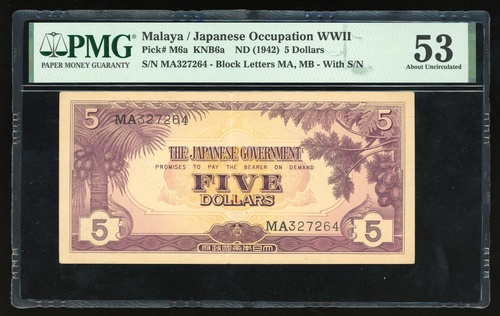 PMG
PAPER MONEY GUARANTY
Malaya / Japanese Occupation WWII
Pick# M6a KNB6a ND (1942) 5 Dollars
S/N MA327264 - Block Letters MA, MB - With S/N
53
About Uncirculated
5
MA327264
5
THE JAPANESE GOVERNMENT
PROMISES TO PAY THE BEARER ON DEMAND
FIVE
DOLLARS
5
MA327264
5